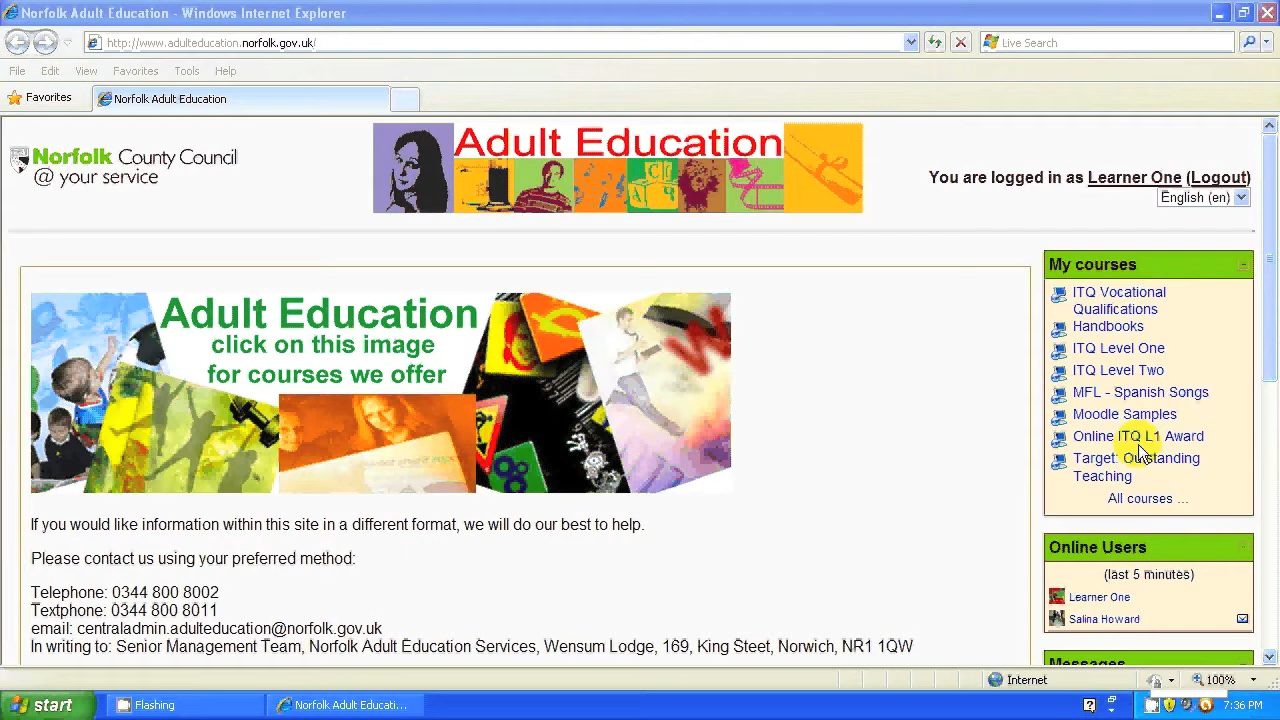 Norfolk Adult Education - Windows Internet Explorer
http://www.adulteducation.norfolk.gov.uk/
Live Search
File Edit View Favorites Tools Help
Favorites
Norfolk Adult Education
Norfolk County Council
@ your service
Adult Education
You are logged in as Learner One (Logout)
English (en)
Adult Education
click on this image
for courses we offer
If you would like information within this site in a different format, we will do our best to help.
Please contact us using your preferred method:
Telephone: 0344 800 8002
Textphone: 0344 800 8011
email: centraladmin.adulteducation@norfolk.gov.uk
In writing to: Senior Management Team, Norfolk Adult Education Services, Wensum Lodge, 169, King Steet, Norwich, NR1 1QW
My courses
ITQ Vocational
Qualifications
Handbooks
ITQ Level One
ITQ Level Two
MFL - Spanish Songs
Moodle Samples
Online ITQ L1 Award
Target: Outstanding
Teaching
All courses ...
Online Users
(last 5 minutes)
Learner One
Salina Howard
Messages
Internet
100%
start
Flashing
Norfolk Adult Educati...
7:36 PM